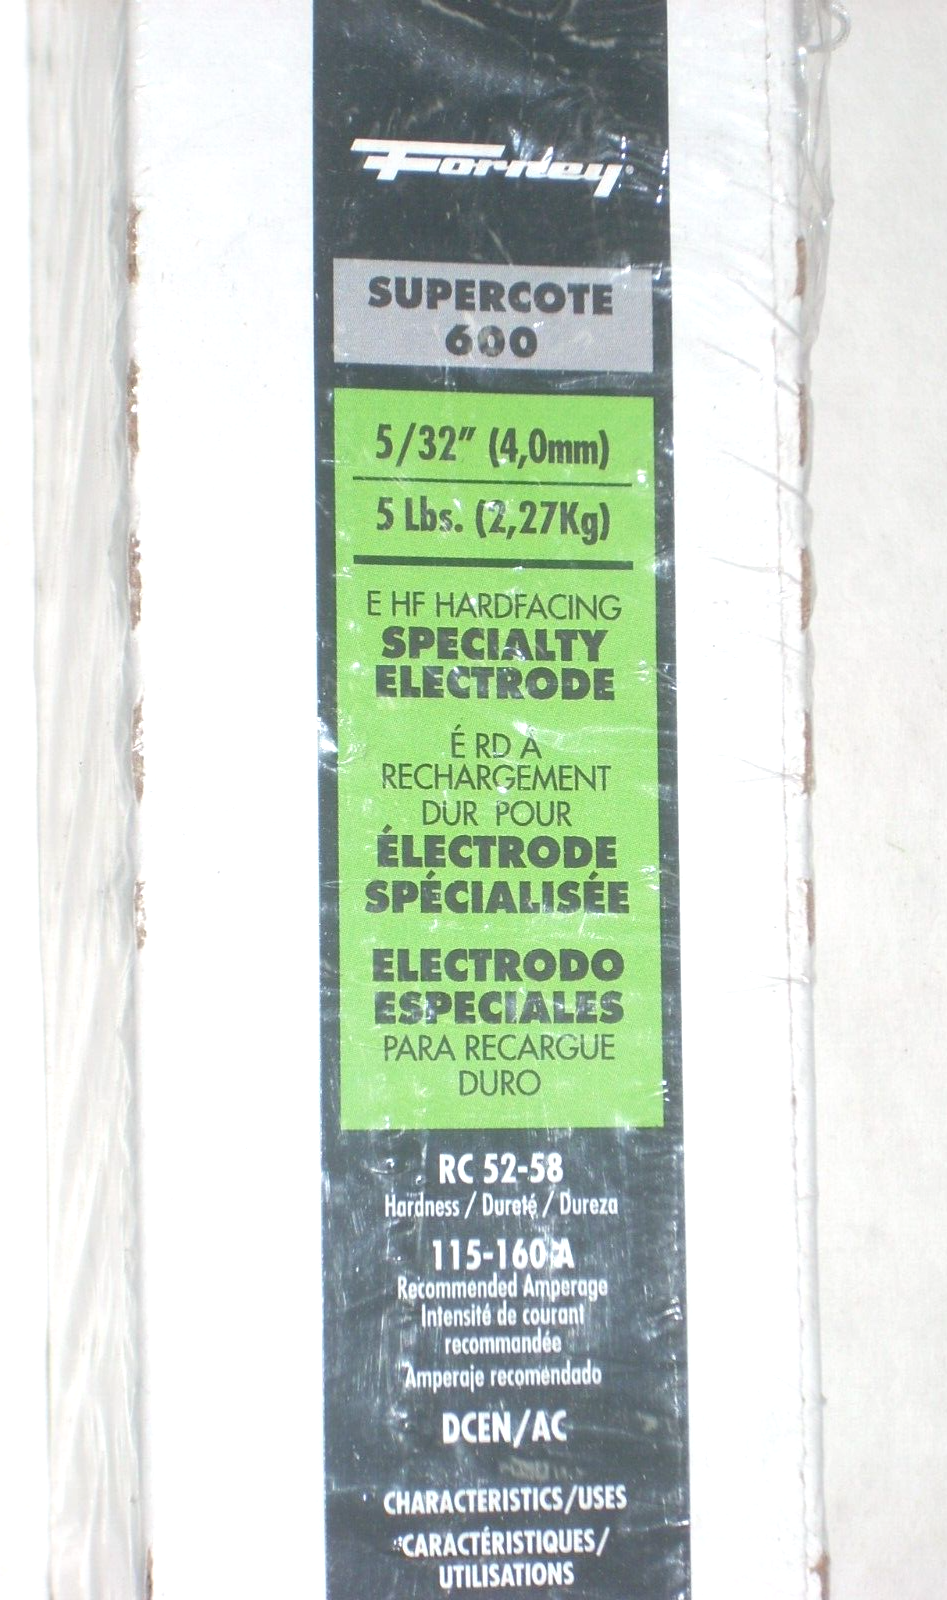 Forney
SUPERCOTE
600
5/32" (4,0mm)
5 Lbs. (2,27Kg)
E HF HARDFACING
SPECIALTY
ELECTRODE
É RD À
RECHARGEMENT
DUR POUR
ÉLECTRODE
SPÉCIALISÉE
ELECTRODO
ESPECIALES
PARA RECARGUE
DURO
RC 52-58
Hardness / Dureté / Dureza
115-160 A
Recommended Amperage
Intensité de courant
recommandée
Amperaje recomendado
DCEN/AC
CHARACTERISTICS/USES
CARACTÉRISTIQUES/
UTILISATIONS